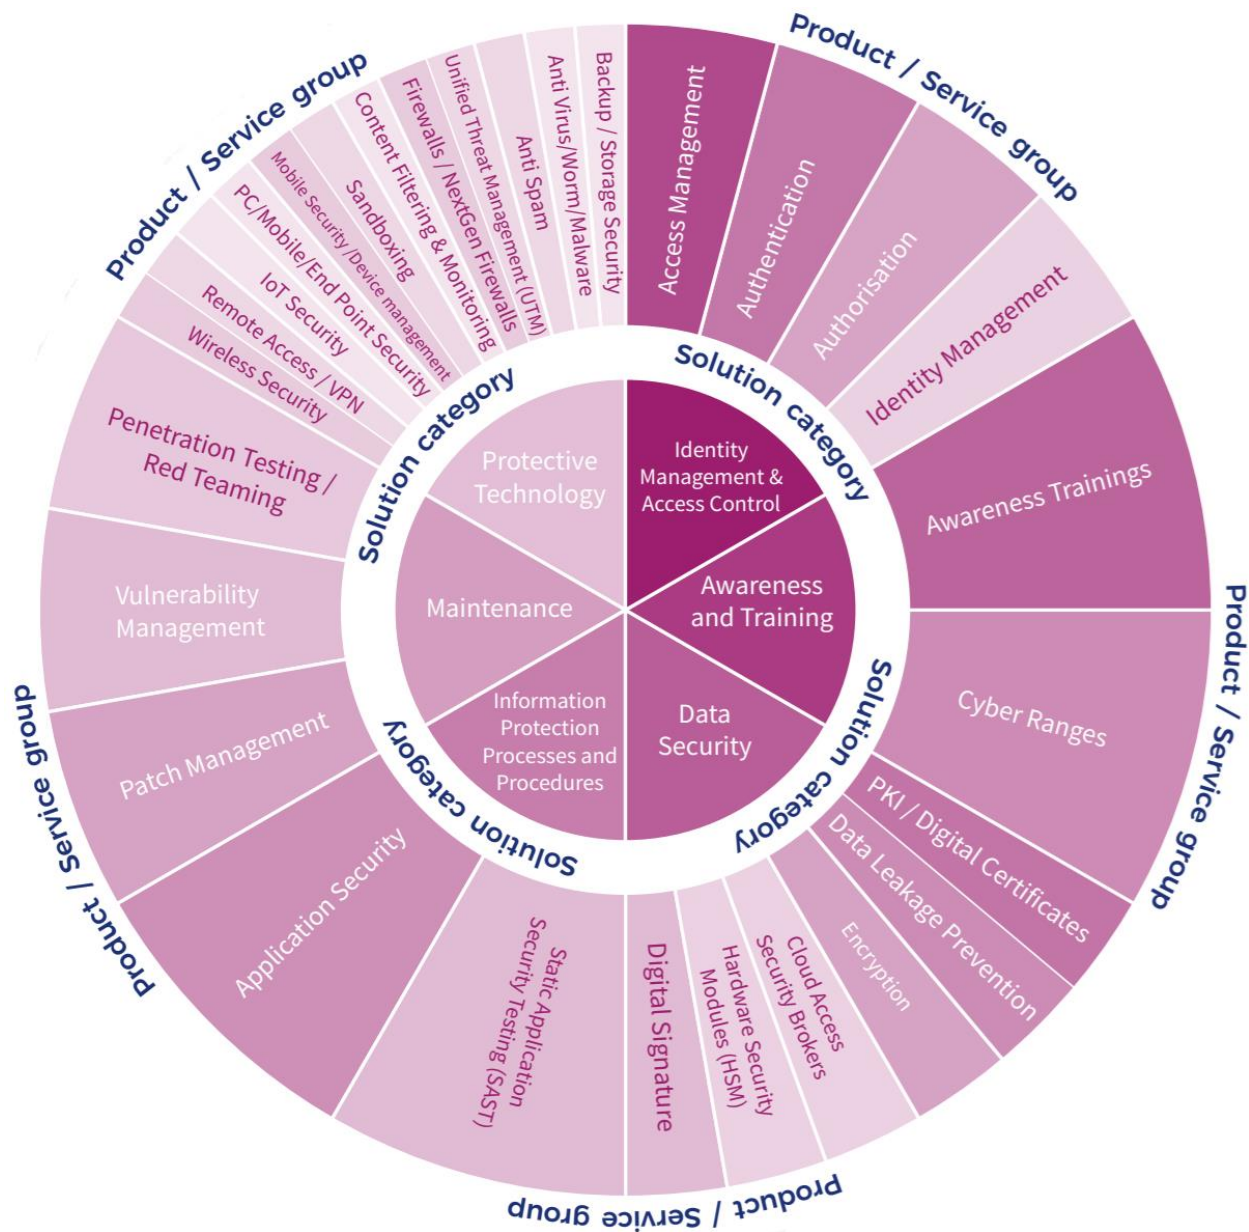 Product / Service group
Access Management
Authentication
Authorisation
Identity Management
Solution category
Identity
Management &
Access Control
Product / Service group
Awareness Trainings
Cyber Ranges
Awareness
and Training
Solution category
Data
Security
PKI / Digital Certificates
Data Leakage Prevention
Encryption
Cloud Access
Security Brokers
Hardware Security
Modules (HSM)
Digital Signature
Product / Service group
Solution category
Information
Protection
Processes and
Procedures
Static Application
Security Testing (SAST)
Application Security
Product / Service group
Maintenance
Patch Management
Vulnerability
Management
Penetration Testing /
Red Teaming
Solution category
Protective
Technology
Wireless Security
Remote Access / VPN
IoT Security
PC/Mobile/End Point Security
Mobile Security /Device management
Sandboxing
Content Filtering & Monitoring
Firewalls / NextGen Firewalls
Unified Threat Management (UTM)
Anti Spam
Anti Virus/Worm/Malware
Backup / Storage Security
Product / Service group